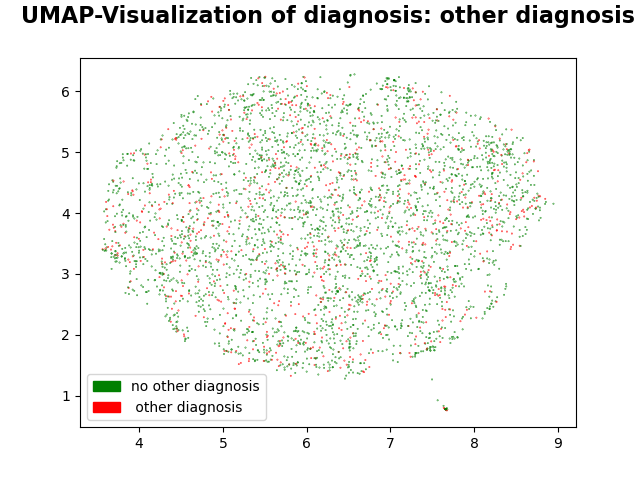 UMAP-Visualization of diagnosis: other diagnosis
6
5
4
3
2
1
no other diagnosis
other diagnosis
4 5 6 7 8 9